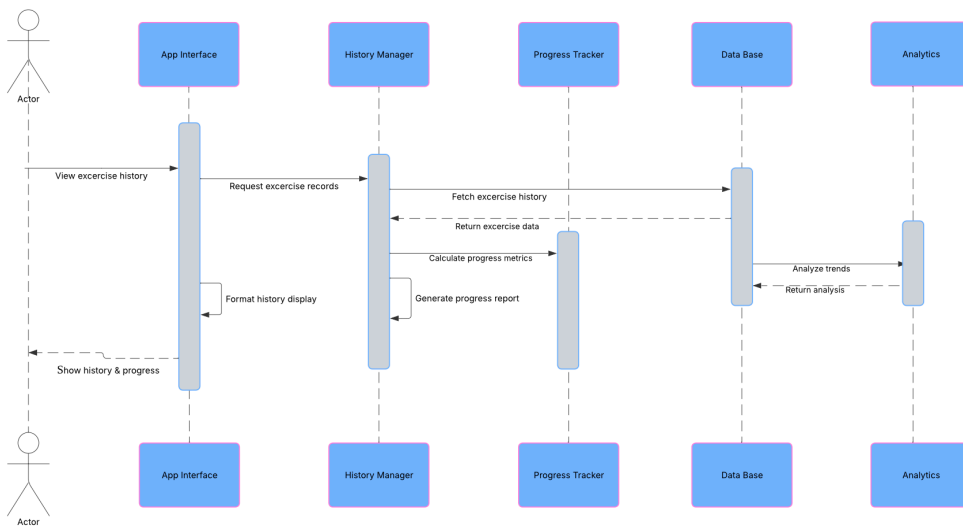 App Interface
History Manager
Progress Tracker
Data Base
Analytics
Actor
View excercise history
Request excercise records
Fetch excercise history
Return excercise data
Calculate progress metrics
Analyze trends
Return analysis
Format history display
Generate progress report
Show history & progress
App Interface
History Manager
Progress Tracker
Data Base
Analytics
Actor